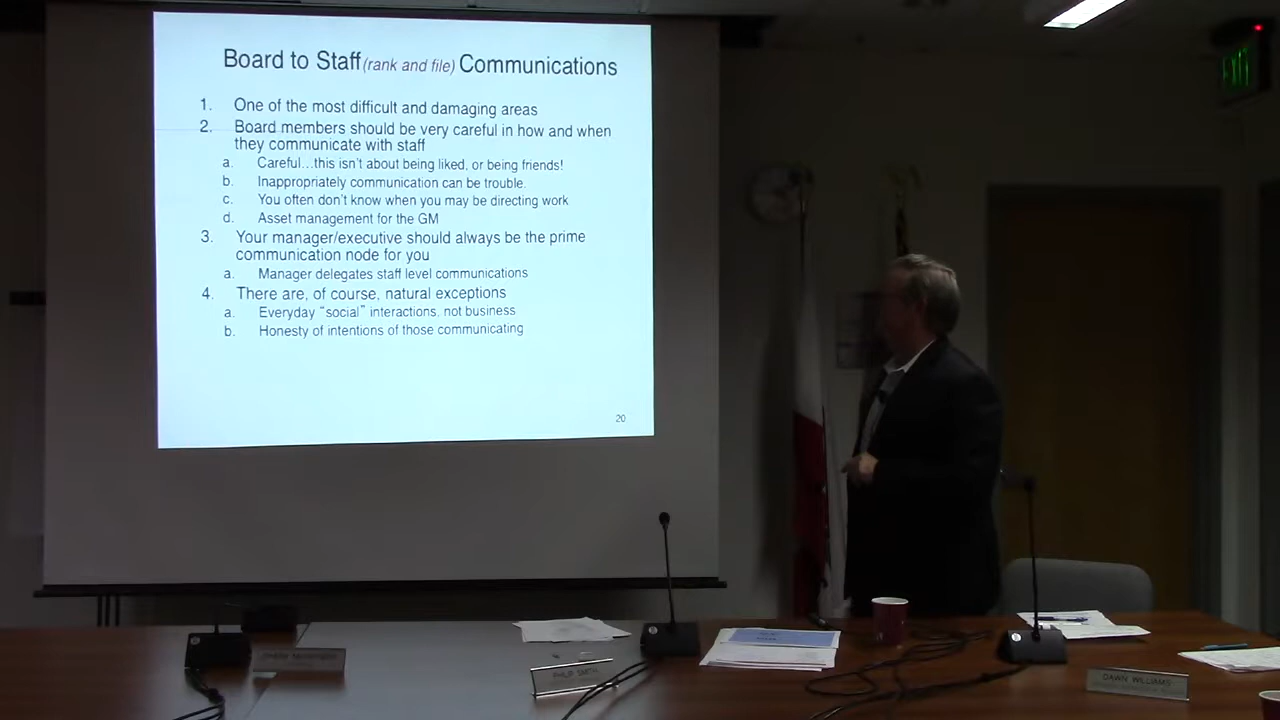 Board to Staff (rank and file) Communications
1. One of the most difficult and damaging areas
2. Board members should be very careful in how and when
they communicate with staff
a. Careful...this isn't about being liked, or being friends!
b. Inappropriately communication can be trouble.
c. You often don't know when you may be directing work
d. Asset management for the GM
3. Your manager/executive should always be the prime
communication node for you
a. Manager delegates staff level communications
4. There are, of course, natural exceptions
a. Everyday "social" interactions, not business
b. Honesty of intentions of those communicating
20
EXIT
PHILIP SMITH
DAWN WILLIAMS